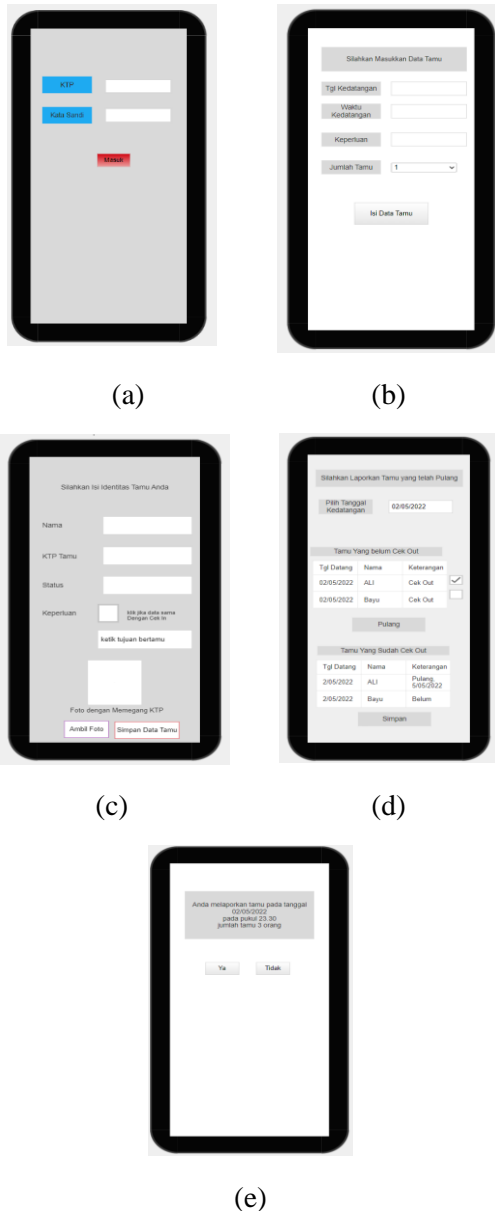 KTP
Kata Sandi
Masuk
(a)
Silahkan Masukkan Data Tamu
Tgl Kedatangan
Waktu
Kedatangan
Keperluan
Jumlah Tamu 1
Isi Data Tamu
(b)
Silahkan Isi Identitas Tamu Anda
Nama
KTP Tamu
Status
Keperluan klik jika data sama
Dengan Cek In
ketik tujuan bertamu
Foto dengan Memegang KTP
Ambil Foto Simpan Data Tamu
(c)
Silahkan Laporkan Tamu yang telah Pulang
Pilih Tanggal
Kedatangan 02/05/2022
Tamu Yang belum Cek Out
Tgl Datang Nama Keterangan
02/05/2022 ALI Cek Out
02/05/2022 Bayu Cek Out
Pulang
Tamu Yang Sudah Cek Out
Tgl Datang Nama Keterangan
2/05/2022 ALI Pulang,
5/05/2022
2/05/2022 Bayu Belum
Simpan
(d)
Anda melaporkan tamu pada tanggal
02/05/2022
pada pukul 23.30
jumlah tamu 3 orang
Ya Tidak
(e)